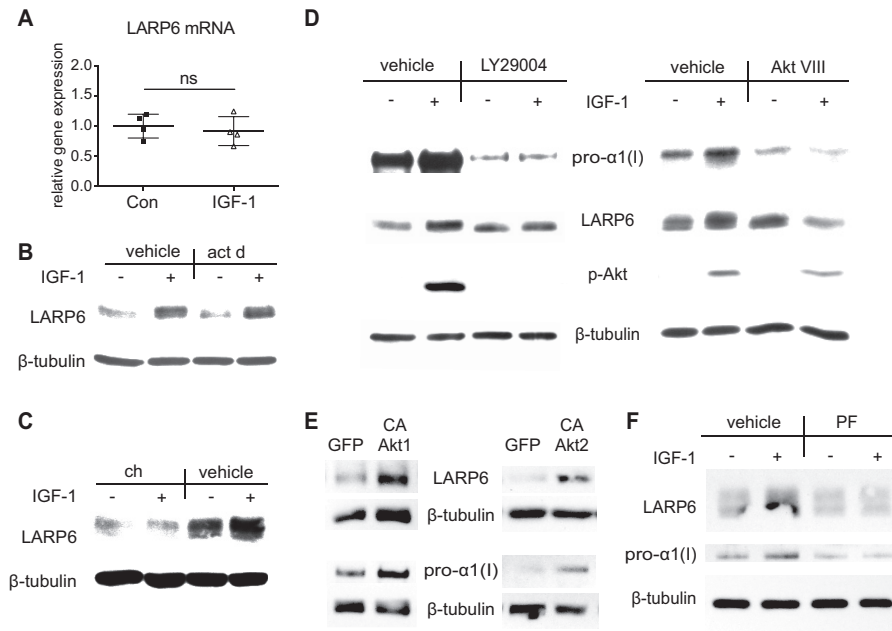 A
LARP6 mRNA
relative gene expression
2.0
1.5
1.0
0.5
0.0
ns
Con IGF-1
B
vehicle act d
IGF-1 - + - +
LARP6
β-tubulin
C
ch vehicle
IGF-1 - + - +
LARP6
β-tubulin
D
vehicle LY29004 vehicle Akt VIII
- + - + IGF-1 - + - +
pro-α1(I)
LARP6
p-Akt
β-tubulin
E
GFP CA Akt1 GFP CA Akt2
LARP6
β-tubulin
pro-α1(I)
β-tubulin
F
vehicle PF
IGF-1 - + - +
LARP6
pro-α1(I)
β-tubulin